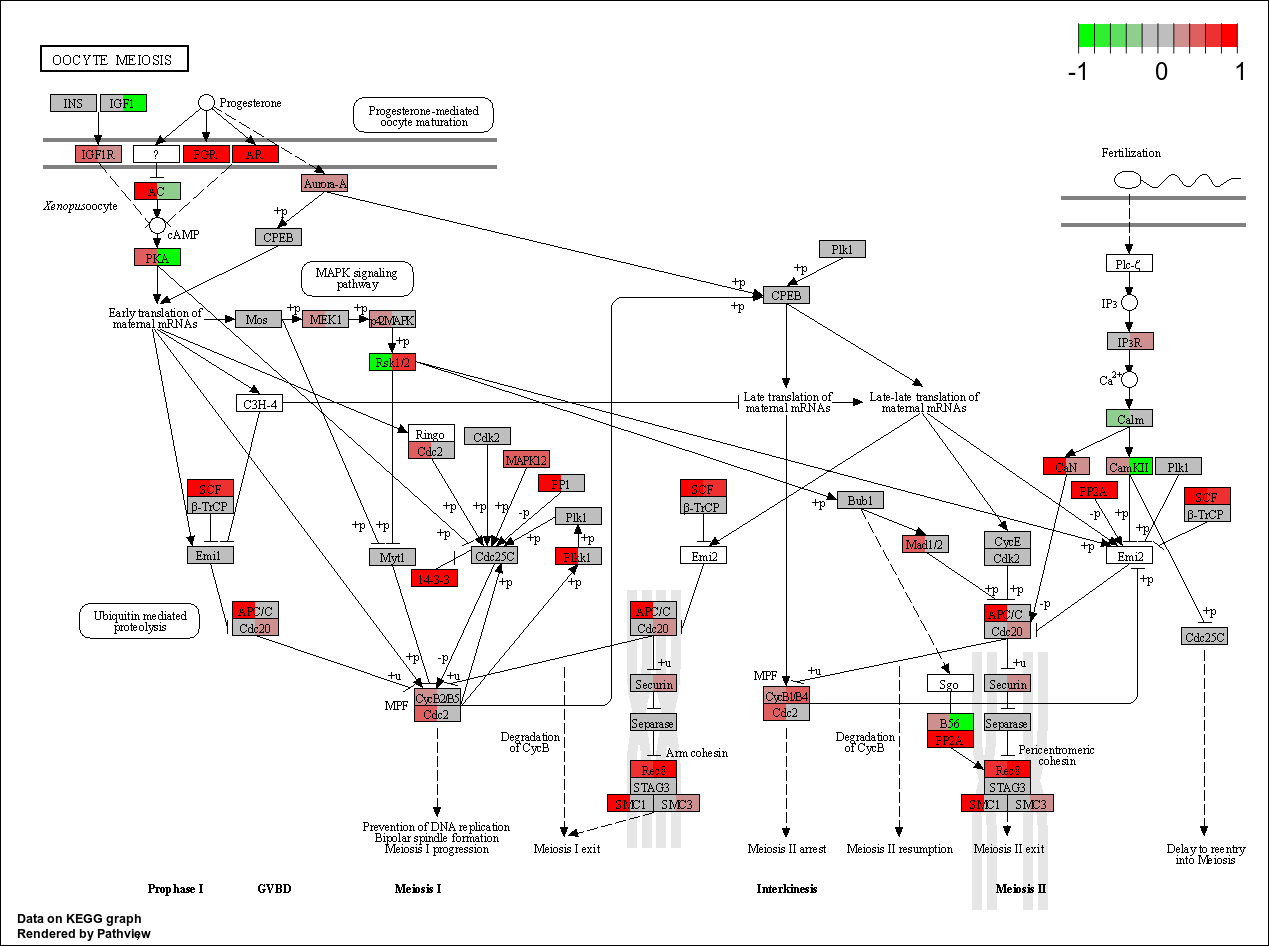 OOCYTE MEIOSIS
-1
0
1
INS
IGF1
Progesterone
Progesterone-mediated
oocyte maturation
IGF1R
?
PGR
AR
Fertilization
AC
Aurora-A
Xenopus oocyte
+p
cAMP
CPEB
PKA
Plk1
+p
Plc-ζ
MAPK signaling
pathway
+p
CPEB
+p
IP3
Early translation of
maternal mRNAs
Mos
+p
MEK1
+p
p42MAPK
+p
IP3R
Rsk1/2
Ca2+
C3H-4
Late translation of
maternal mRNAs
Late-late translation of
maternal mRNAs
Calm
Ringo
Cdc2
Cdk2
MAPK12
CaN
CamKII
Plk1
SCF
β-TrCP
PP1
SCF
β-TrCP
PP2A
SCF
β-TrCP
Bub1
+p
+p
+p
+p
+p
+p
-p
Plk1
-p
+p
+p
+p
+p
+p
+p
Emi1
Myt1
Cdc25C
Plkk1
Emi2
Mad1/2
CycE
Cdk2
+p
Emi2
14-3-3
+p
+p
+p
+p
+p
Ubiquitin mediated
proteolysis
APC/C
Cdc20
APC/C
Cdc20
APC/C
Cdc20
-p
+p
Cdc25C
+p
-p
+u
+u
+u
+u
+u
MPF
CycB2/B5
Cdc2
Securin
MPF
CycB1/B4
Cdc2
Sgo
Securin
Separase
B56
PP2A
Separase
Degradation
of CycB
Degradation
of CycB
Arm cohesin
Pericentromeric
cohesin
Rec8
STAG3
SMC1
SMC3
Rec8
STAG3
SMC1
SMC3
Prevention of DNA replication
Bipolar spindle formation
Meiosis I progression
Meiosis I exit
Meiosis II arrest
Meiosis II resumption
Meiosis II exit
Delay to reentry
into Meiosis
Prophase I
GVBD
Meiosis I
Interkinesis
Meiosis II
Data on KEGG graph
Rendered by Pathview